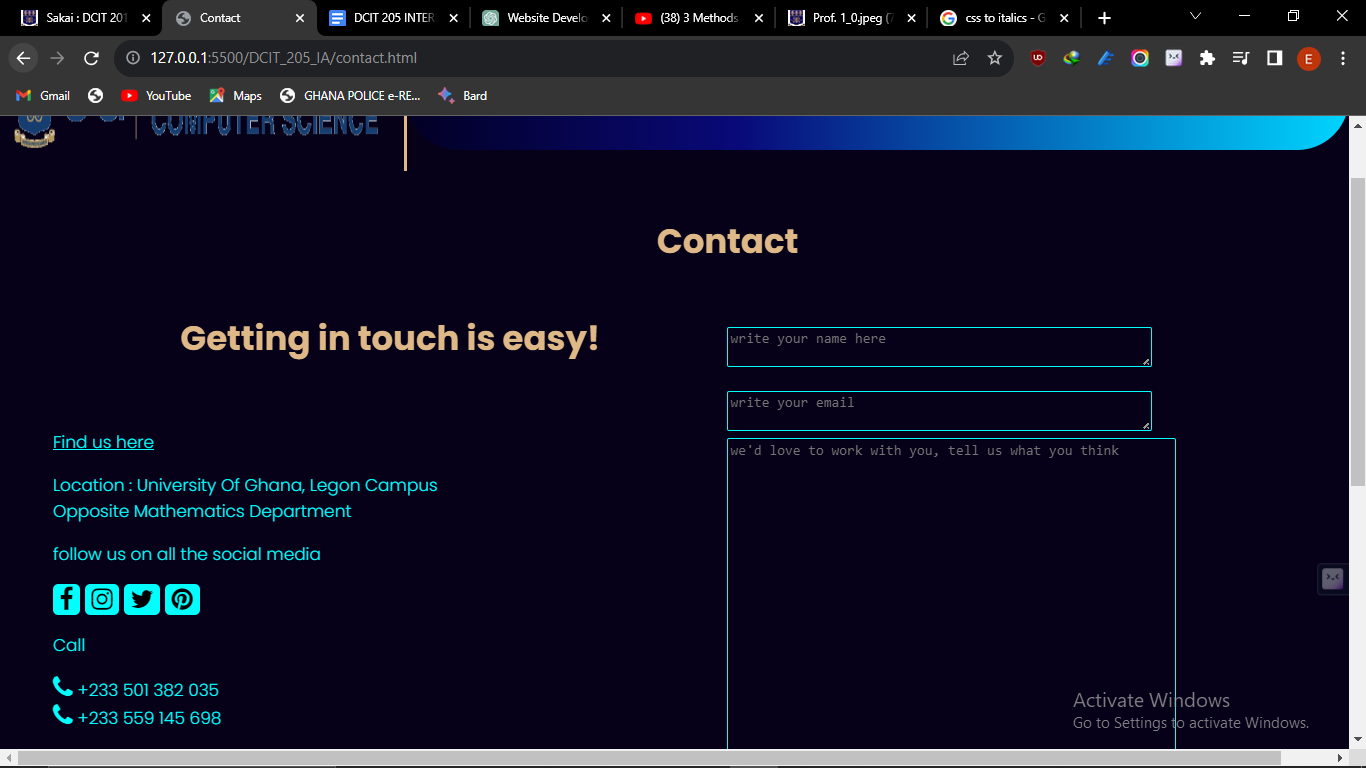 Sakai : DCIT 201
Contact
DCIT 205 INTER
Website Develo
(38) 3 Methods
Prof. 1_0.jpeg (7
css to italics - G
127.0.0.1:5500/DCIT_205_IA/contact.html
E
Gmail
YouTube
Maps
GHANA POLICE e-RE...
Bard
COMPUTER SCIENCE
Contact
Getting in touch is easy!
write your name here
write your email
we'd love to work with you, tell us what you think
Find us here
Location : University Of Ghana, Legon Campus
Opposite Mathematics Department
follow us on all the social media
Call
+233 501 382 035
+233 559 145 698
Activate Windows
Go to Settings to activate Windows.